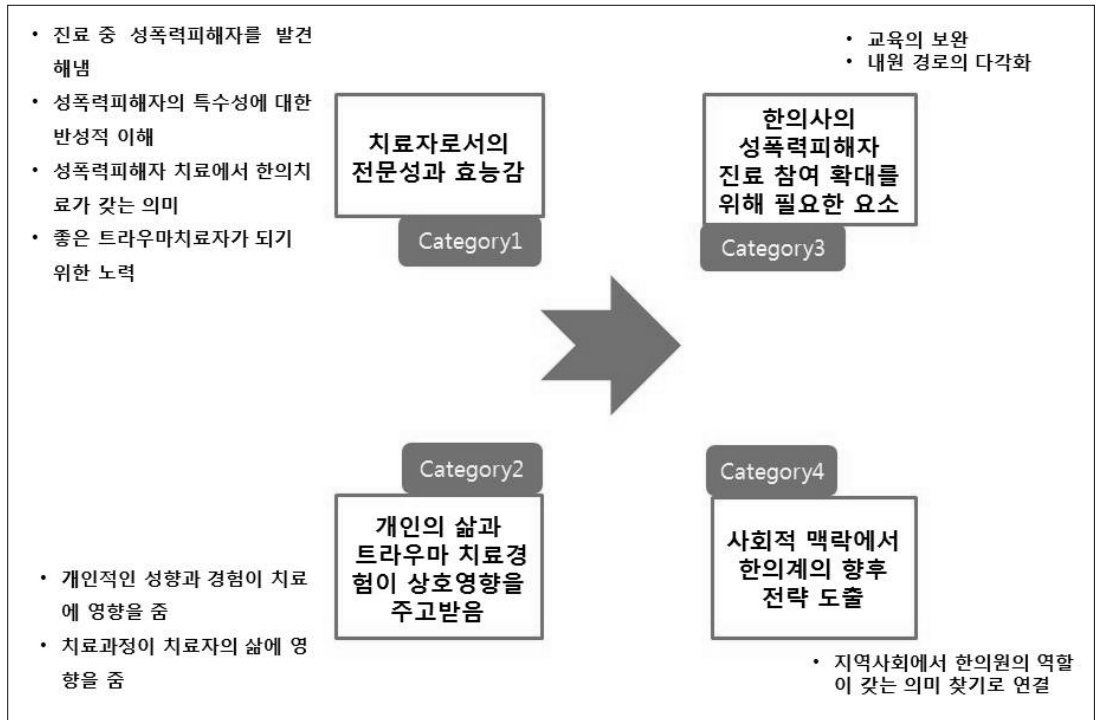 • 진료 중 성폭력피해자를 발견
해냄
• 성폭력피해자의 특수성에 대한
반성적 이해
• 성폭력피해자 치료에서 한의치
료가 갖는 의미
• 좋은 트라우마치료자가 되기
위한 노력
치료자로서의
전문성과 효능감
Category1
• 교육의 보완
• 내원 경로의 다각화
한의사의
성폭력피해자
진료 참여 확대를
위해 필요한 요소
Category3
Category2
개인의 삶과
트라우마 치료경
험이 상호영향을
주고받음
• 개인적인 성향과 경험이 치료
에 영향을 줌
• 치료과정이 치료자의 삶에 영
향을 줌
Category4
사회적 맥락에서
한의계의 향후
전략 도출
• 지역사회에서 한의원의 역할
이 갖는 의미 찾기로 연결